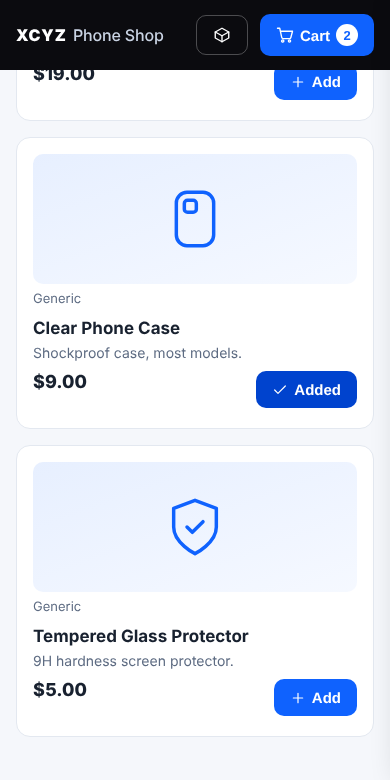 XCYZ Phone Shop
Cart 2
$19.00
Add
Generic
Clear Phone Case
Shockproof case, most models.
$9.00
Added
Generic
Tempered Glass Protector
9H hardness screen protector.
$5.00
Add